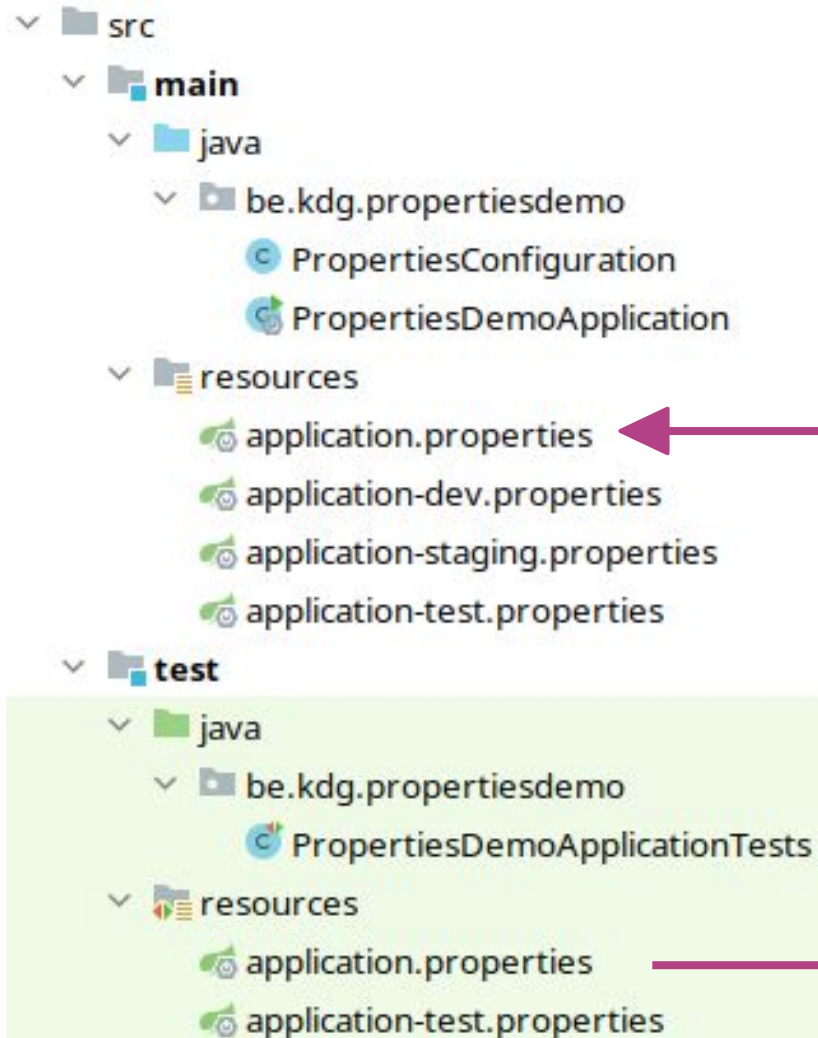 src
main
java
be.kdg.propertiesdemo
C PropertiesConfiguration
C PropertiesDemoApplication
resources
application.properties
application-dev.properties
application-staging.properties
application-test.properties
test
java
be.kdg.propertiesdemo
C PropertiesDemoApplicationTests
resources
application.properties
application-test.properties